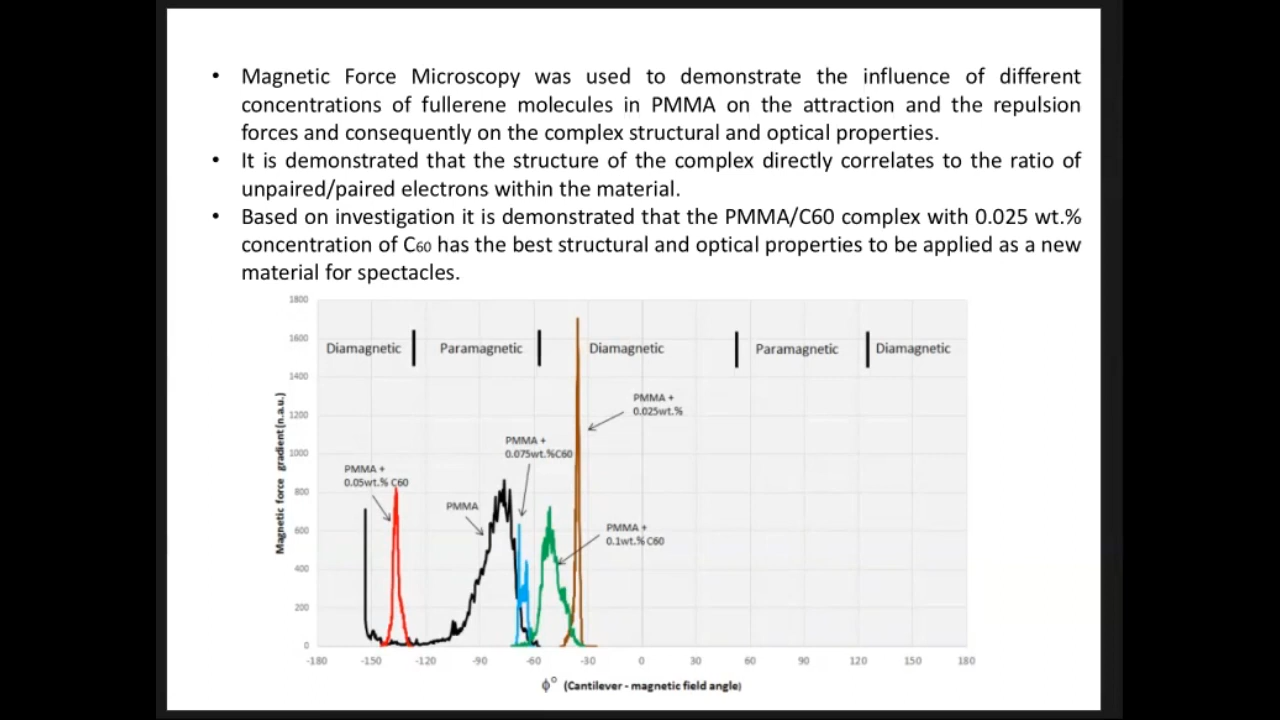 • Magnetic Force Microscopy was used to demonstrate the influence of different
concentrations of fullerene molecules in PMMA on the attraction and the repulsion
forces and consequently on the complex structural and optical properties.
• It is demonstrated that the structure of the complex directly correlates to the ratio of
unpaired/paired electrons within the material.
• Based on investigation it is demonstrated that the PMMA/C60 complex with 0.025 wt.%
concentration of C60 has the best structural and optical properties to be applied as a new
material for spectacles.
1800
1600
1400
1200
1000
800
600
400
200
0
Magnetic force gradient (n.a.u.)
Diamagnetic
Paramagnetic
Diamagnetic
Paramagnetic
Diamagnetic
PMMA +
0.025wt.%
PMMA +
0.075wt.%C60
PMMA +
0.05wt.% C60
PMMA
PMMA +
0.1wt.% C60
-180 -150 -120 -90 -60 -30 0 30 60 90 120 150 180
ϕ° (Cantilever - magnetic field angle)